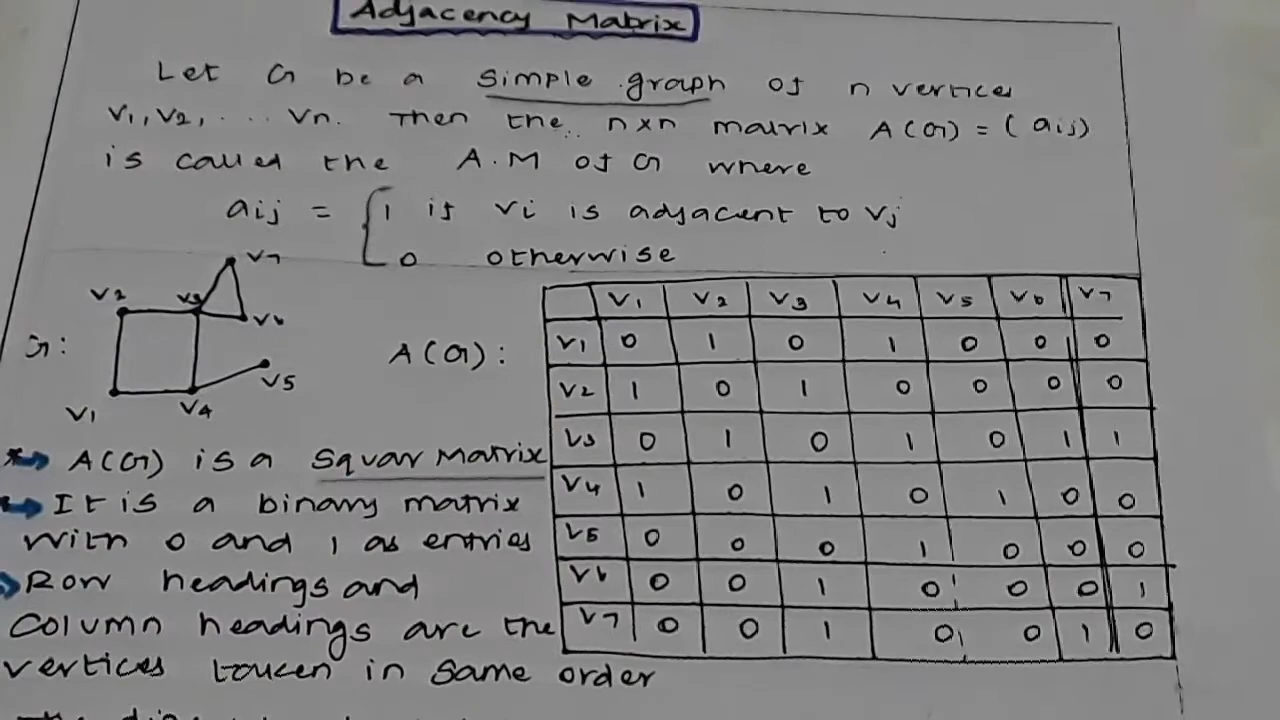 Adjacency Matrix
Let G be a simple graph of n vertices
v1, v2, ... vn. Then the n x n matrix A(G) = (aij)
is called the A.M of G where
aij = { 1 if vi is adjacent to vj
0 otherwise
v7
v2 v3
v6
G:
v5
v1 v4
A(G):
v1 v2 v3 v4 v5 v6 v7
v1 0 1 0 1 0 0 0
v2 1 0 1 0 0 0 0
v3 0 1 0 1 0 1 1
v4 1 0 1 0 1 0 0
v5 0 0 0 1 0 0 0
v6 0 0 1 0 0 0 1
v7 0 0 1 0 0 1 0
A(G) is a squar Matrix
It is a binary matrix
with 0 and 1 as entries
Row headings and
Column headings are the
vertices taken in same order